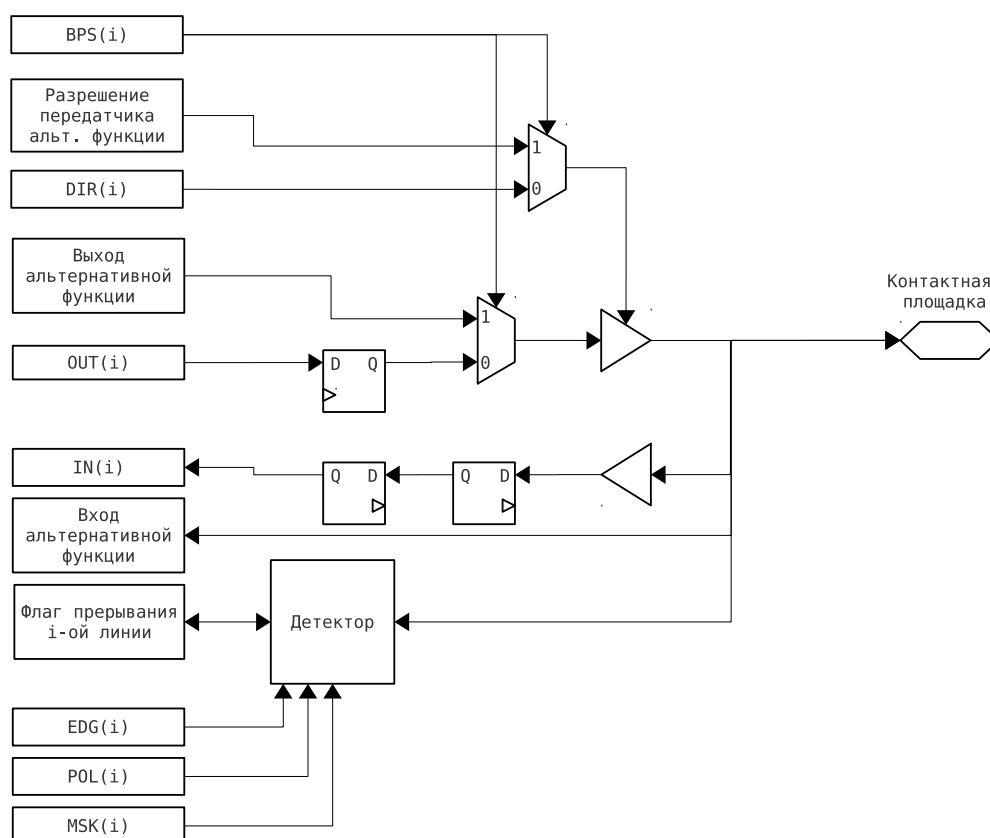 BPS(i)
Разрешение
передатчика
альт. функции
1
DIR(i)
0
Выход
альтернативной
функции
Контактная
площадка
1
OUT(i)
D Q
0
IN(i)
Q D
Q D
Вход
альтернативной
функции
Флаг прерывания
i-ой линии
Детектор
EDG(i)
POL(i)
MSK(i)